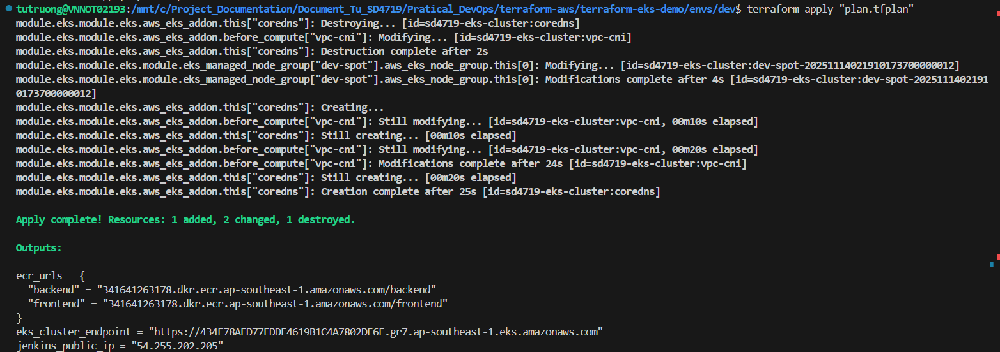 tutruong@VNNOT02193:/mnt/c/Project_Documentation/Document_Tu_SD4719/Pratical_DevOps/terraform-aws/terraform-eks-demo/envs/dev$ terraform apply "plan.tfplan"
module.eks.module.eks.aws_eks_addon.this["coredns"]: Destroying... [id=sd4719-eks-cluster:coredns]
module.eks.module.eks.aws_eks_addon.before_compute["vpc-cni"]: Modifying... [id=sd4719-eks-cluster:vpc-cni]
module.eks.module.eks.aws_eks_addon.this["coredns"]: Destruction complete after 2s
module.eks.module.eks.module.eks_managed_node_group["dev-spot"].aws_eks_node_group.this[0]: Modifying... [id=sd4719-eks-cluster:dev-spot-20251114021910173700000012]
module.eks.module.eks.module.eks_managed_node_group["dev-spot"].aws_eks_node_group.this[0]: Modifications complete after 4s [id=sd4719-eks-cluster:dev-spot-2025111402191
0173700000012]
module.eks.module.eks.aws_eks_addon.this["coredns"]: Creating...
module.eks.module.eks.aws_eks_addon.before_compute["vpc-cni"]: Still modifying... [id=sd4719-eks-cluster:vpc-cni, 00m10s elapsed]
module.eks.module.eks.aws_eks_addon.this["coredns"]: Still creating... [00m10s elapsed]
module.eks.module.eks.aws_eks_addon.before_compute["vpc-cni"]: Still modifying... [id=sd4719-eks-cluster:vpc-cni, 00m20s elapsed]
module.eks.module.eks.aws_eks_addon.before_compute["vpc-cni"]: Modifications complete after 24s [id=sd4719-eks-cluster:vpc-cni]
module.eks.module.eks.aws_eks_addon.this["coredns"]: Still creating... [00m20s elapsed]
module.eks.module.eks.aws_eks_addon.this["coredns"]: Creation complete after 25s [id=sd4719-eks-cluster:coredns]
Apply complete! Resources: 1 added, 2 changed, 1 destroyed.
Outputs:
ecr_urls = {
"backend" = "341641263178.dkr.ecr.ap-southeast-1.amazonaws.com/backend"
"frontend" = "341641263178.dkr.ecr.ap-southeast-1.amazonaws.com/frontend"
}
eks_cluster_endpoint = "https://434F78AED77EDDE4619B1C4A7802DF6F.gr7.ap-southeast-1.eks.amazonaws.com"
jenkins_public_ip = "54.255.202.205"